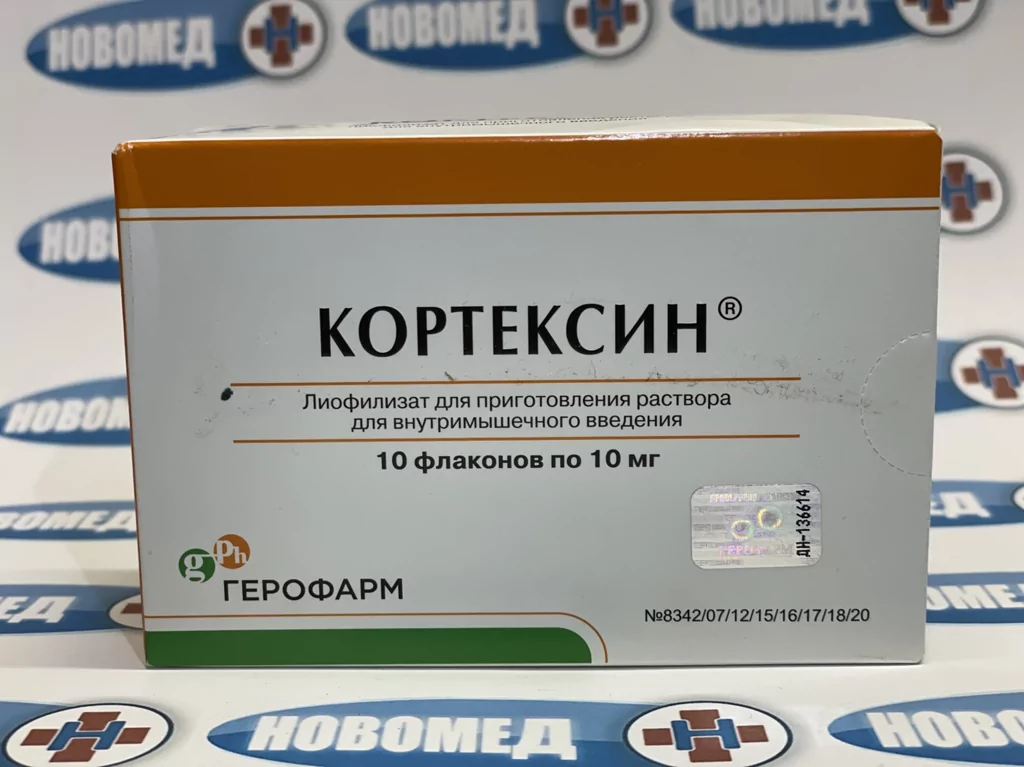 НОВОМЕД
НОВОМЕД
НОВОМЕД
КОРТЕКСИН®
Лиофилизат для приготовления раствора
для внутримышечного введения
10 флаконов по 10 мг
ДН-136614
gPh
ГЕРОФАРМ
№8342/07/12/15/16/17/18/20
НОВОМЕД
НОВОМЕД